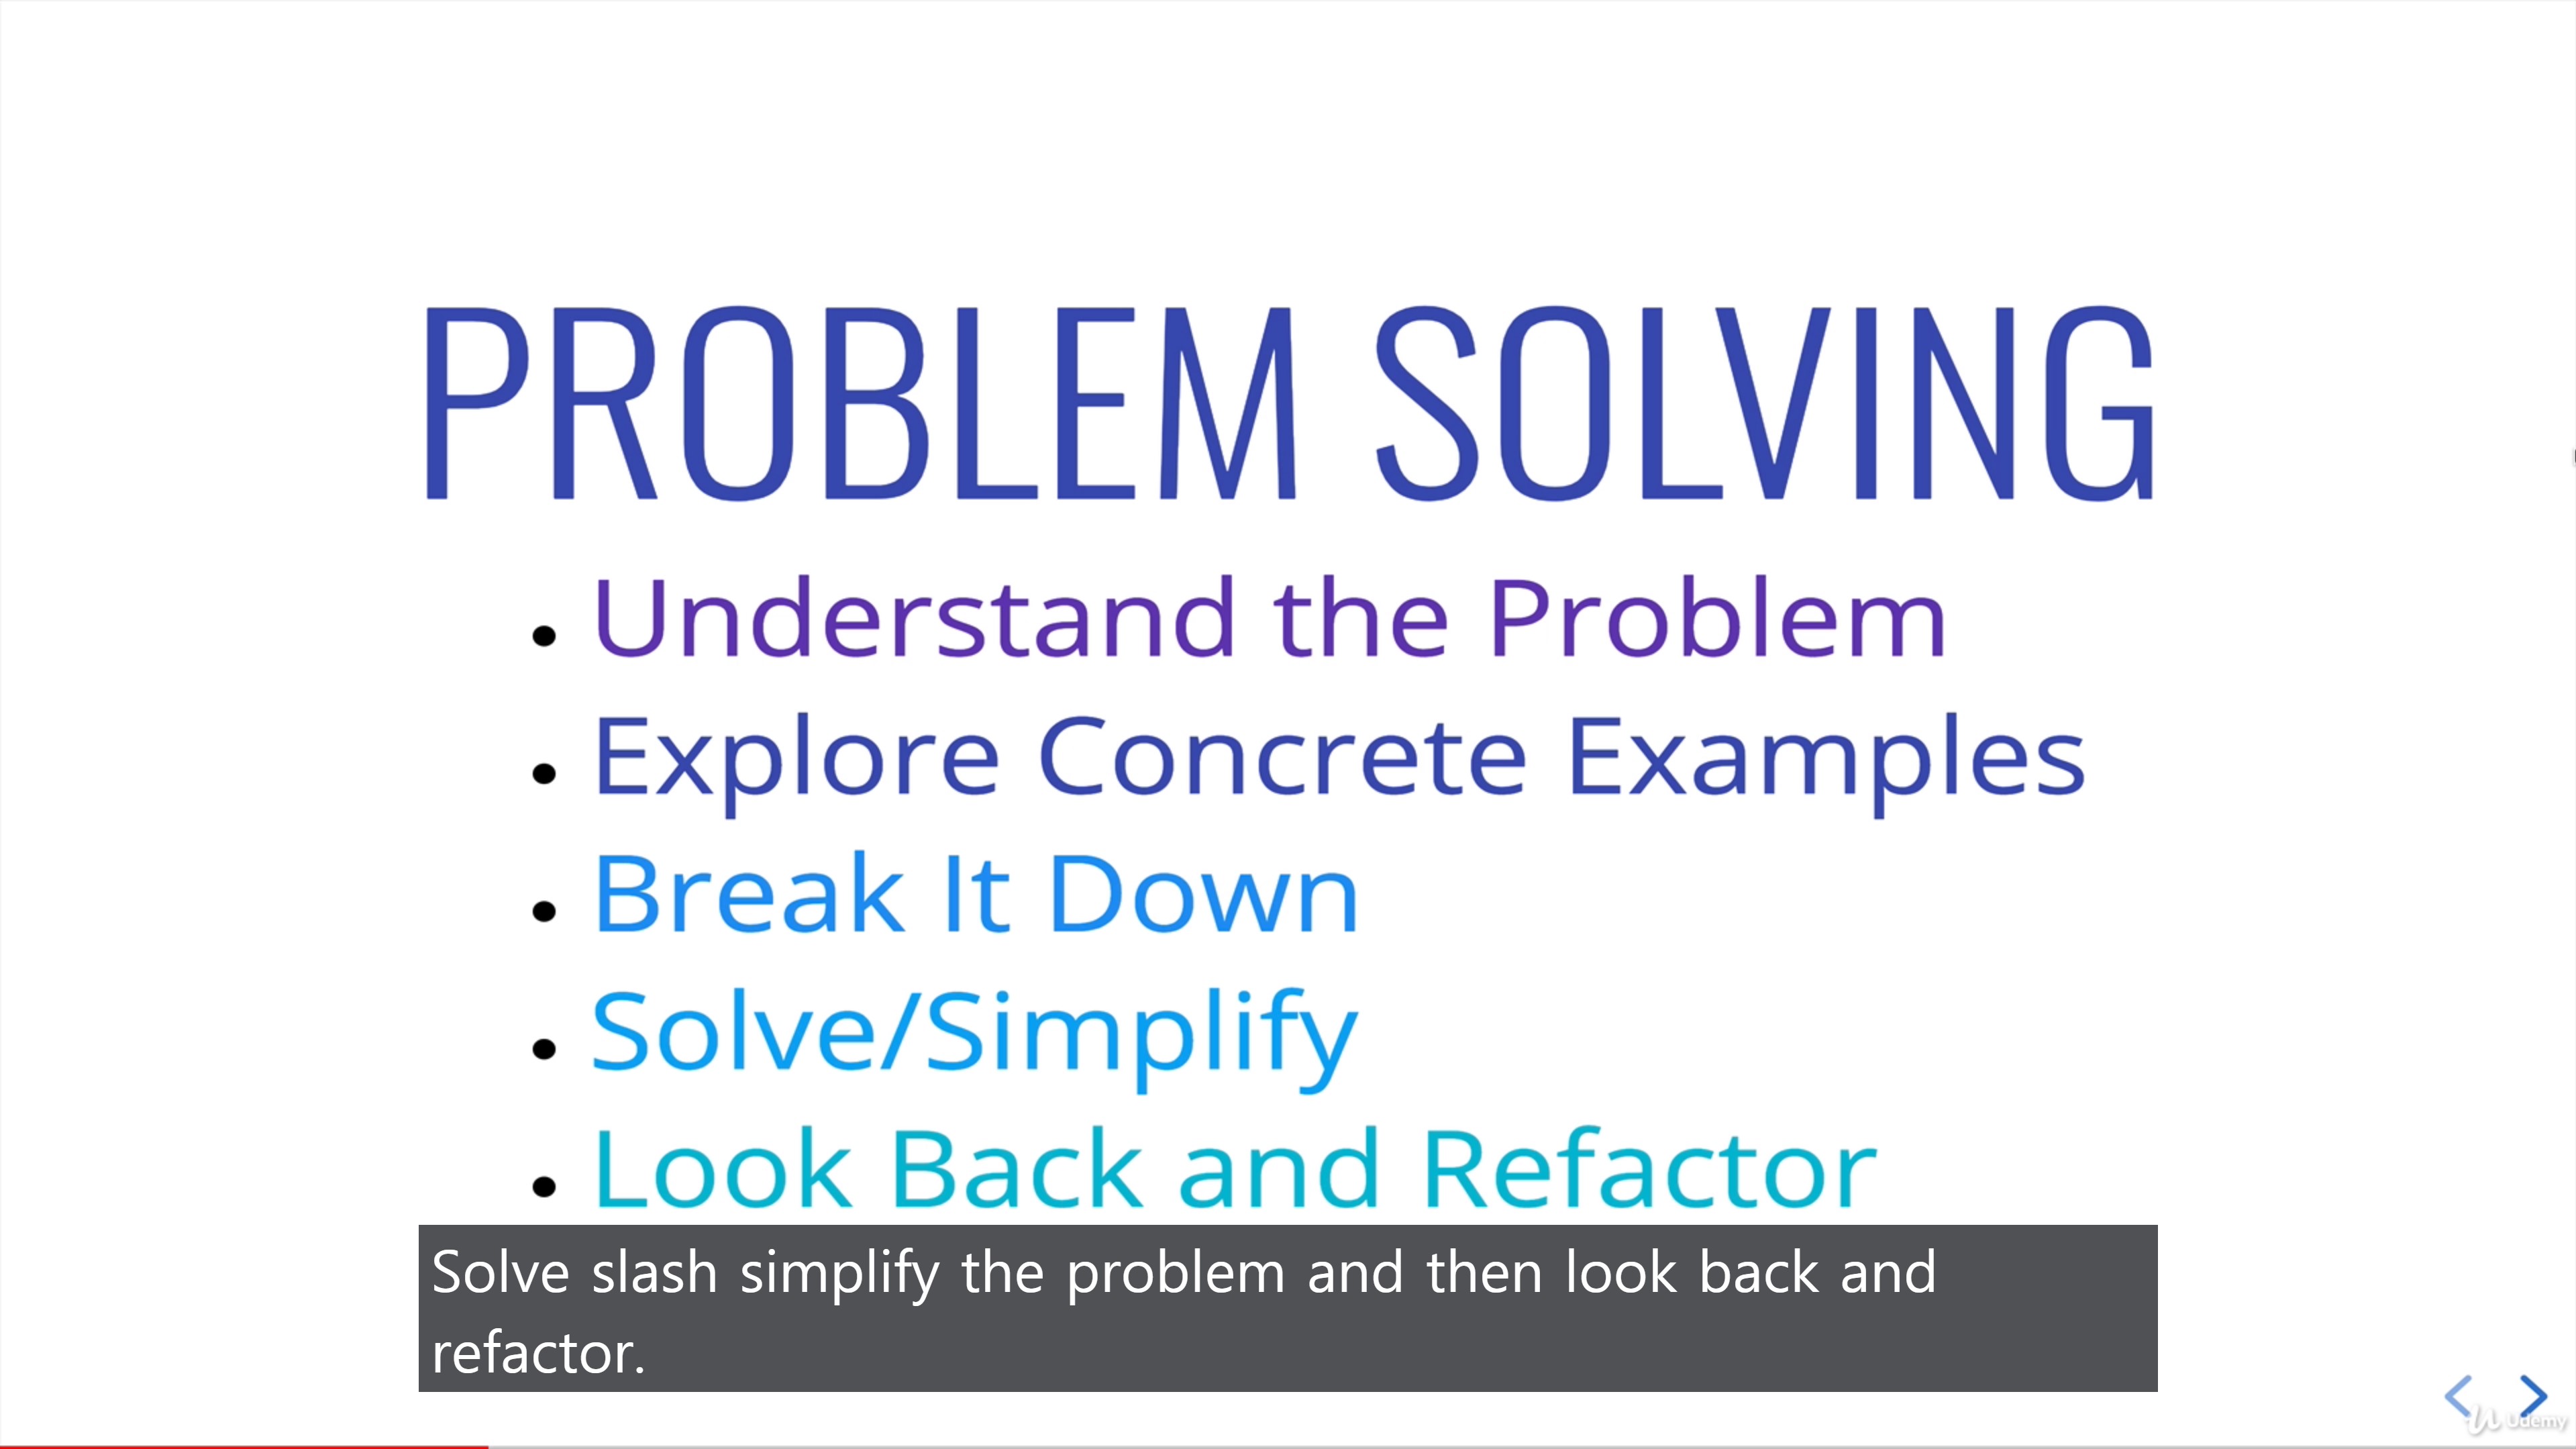 PROBLEM SOLVING
• Understand the Problem
• Explore Concrete Examples
• Break It Down
• Solve/Simplify
• Look Back and Refactor
Solve slash simplify the problem and then look back and
refactor.
Udemy